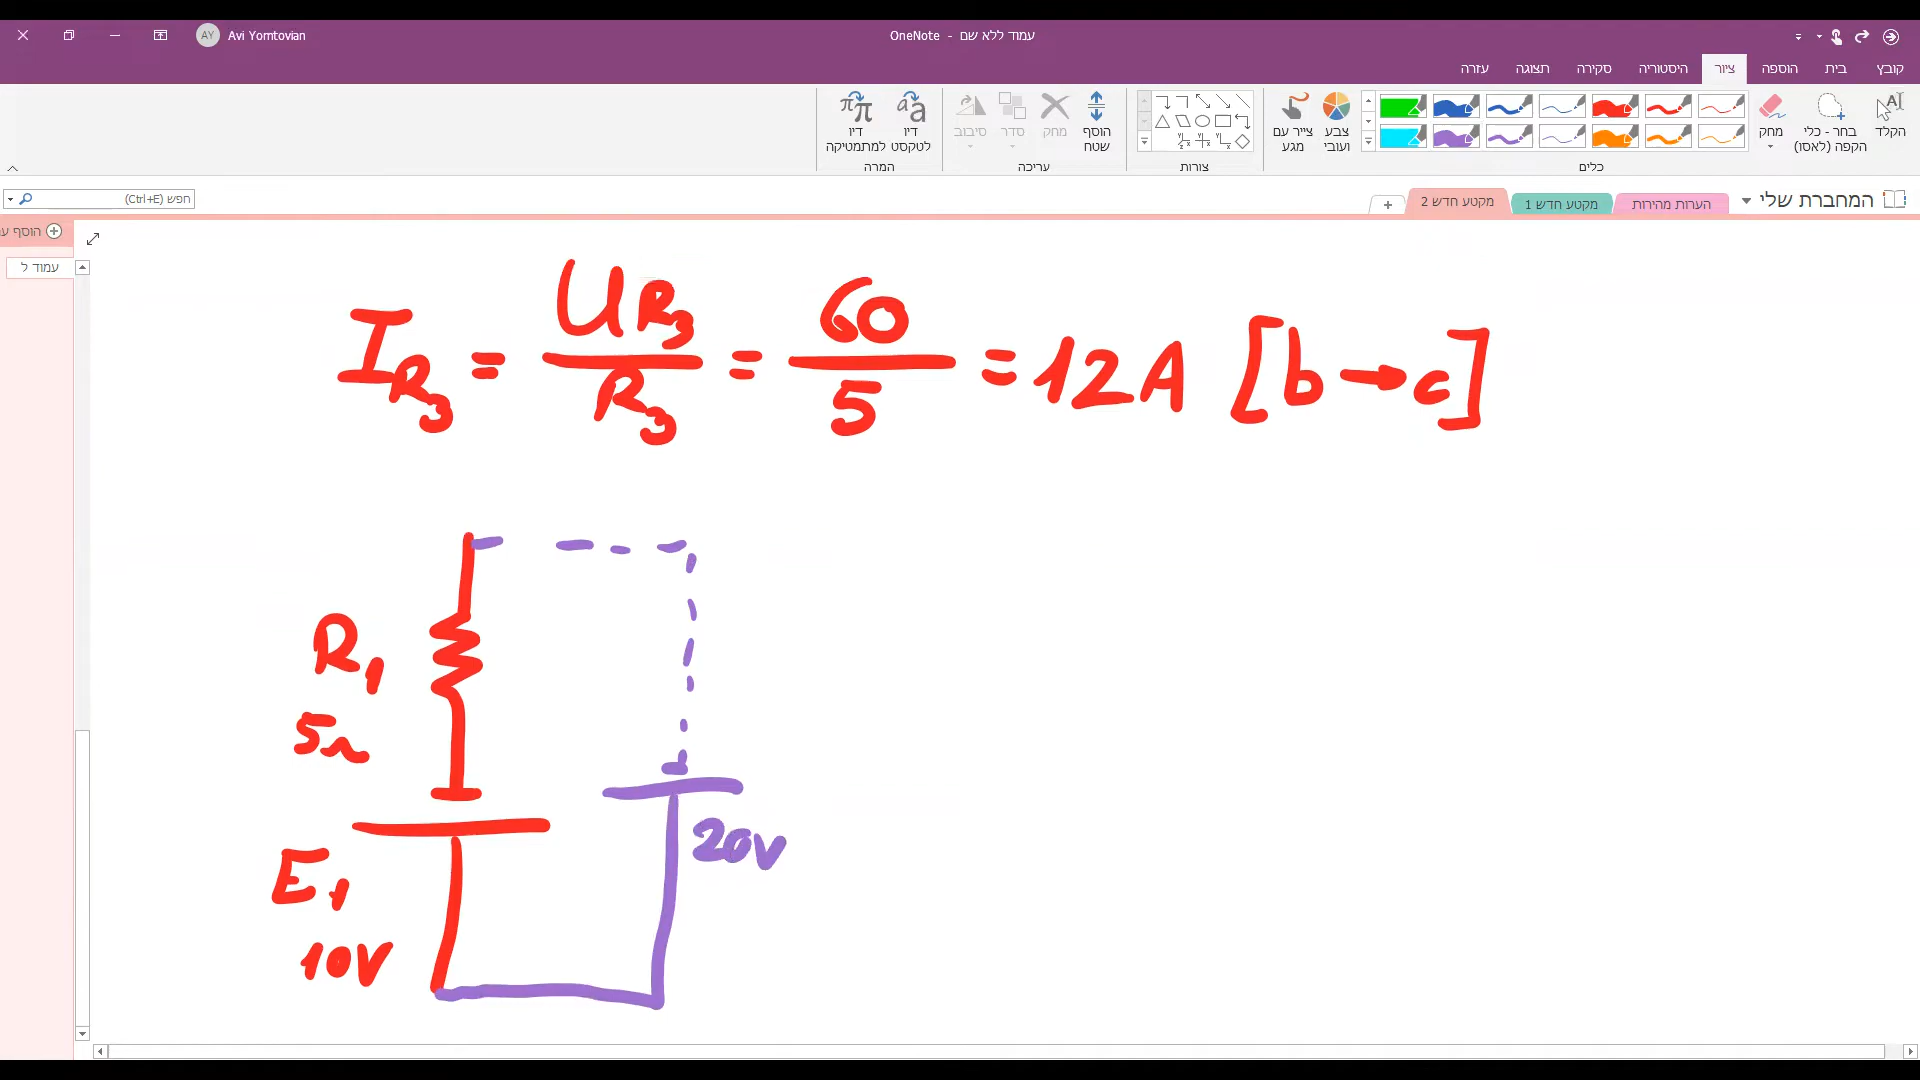 AY Avi Yomtovian
עמוד ללא שם - OneNote
קובץ בית הוספה ציור היסטוריה סקירה תצוגה עזרה
הקלד
בחר - כלי הקפה (לאסו)
מחק
צבע ועובי
צייר עם מגע
הוסף שטח
מחק
סדר
סיבוב
דיו לטקסט
דיו למתמטיקה
כלים צורות עריכה המרה
המחברת שלי הערות מהירות מקטע חדש 1 מקטע חדש 2 +
חפש (Ctrl+E)
הוסף ע
עמוד ל
I_R3 = U_R3 / R3 = 60 / 5 = 12A [b→c]
R1
5Ω
20V
E1
10V